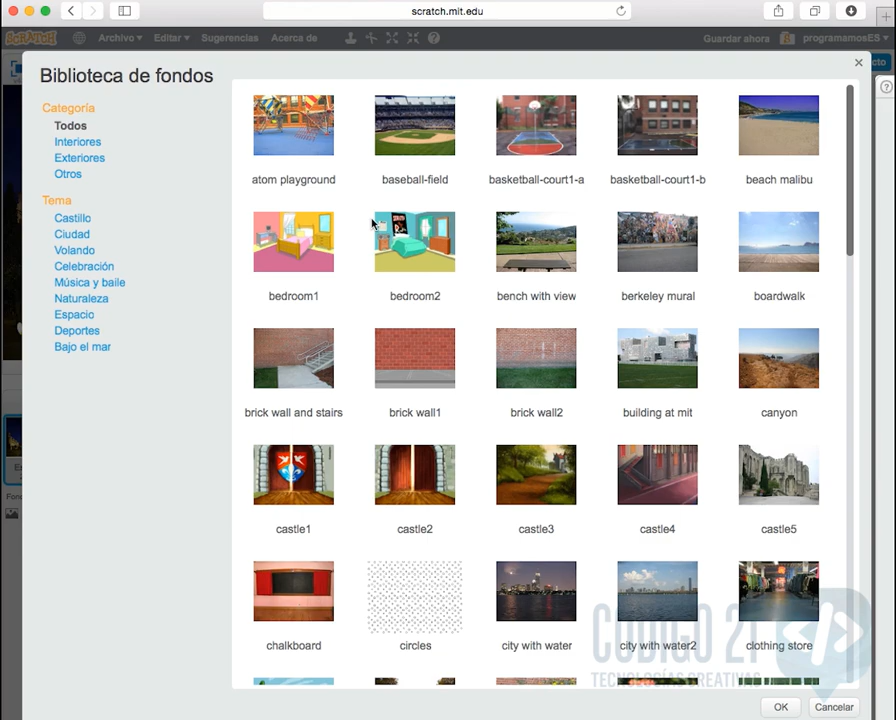 scratch.mit.edu
SCRATCH
Archivo Editar Sugerencias Acerca de
Guardar ahora programamosES
Biblioteca de fondos
Categoría
Todos
Interiores
Exteriores
Otros
Tema
Castillo
Ciudad
Volando
Celebración
Música y baile
Naturaleza
Espacio
Deportes
Bajo el mar
atom playground baseball-field basketball-court1-a basketball-court1-b beach malibu
bedroom1 bedroom2 bench with view berkeley mural boardwalk
brick wall and stairs brick wall1 brick wall2 building at mit canyon
castle1 castle2 castle3 castle4 castle5
chalkboard circles city with water city with water2 clothing store
CÓDIGO 21
TECNOLOGÍAS CREATIVAS
OK Cancelar